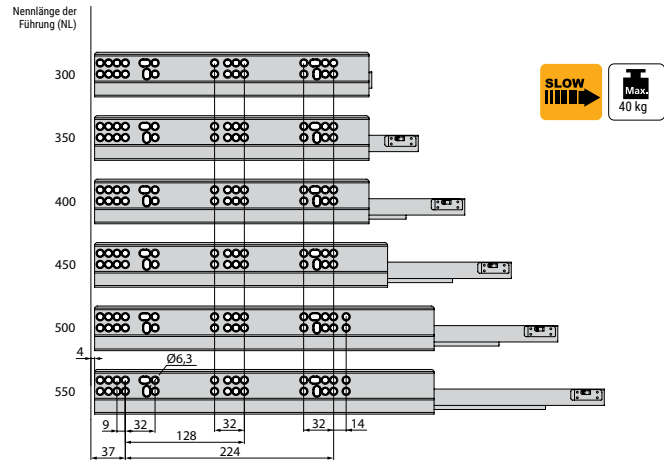 Nennlänge der
Führung (NL)
300
SLOW
Max.
40 kg
350
400
450
500
4
Ø6,3
550
9
32
32
32
14
128
37
224